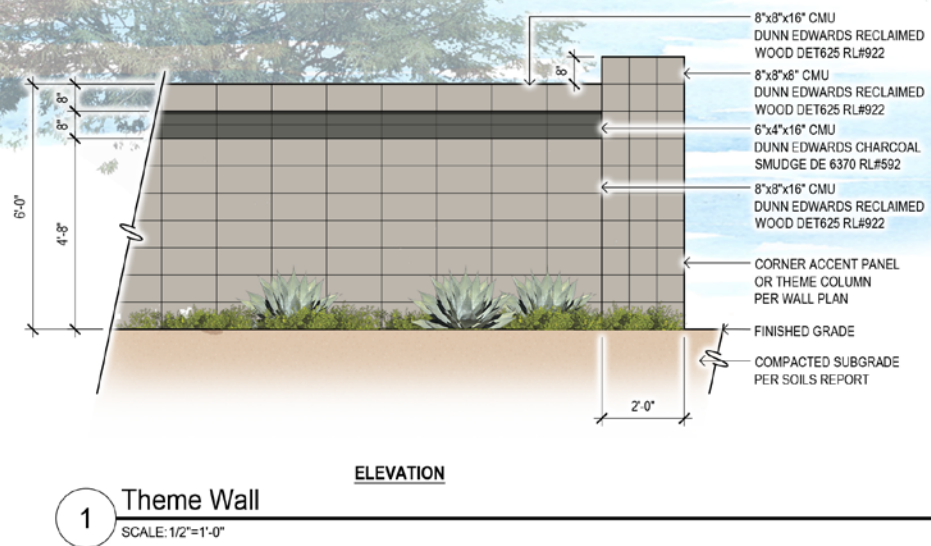 8"x8"x16" CMU
DUNN EDWARDS RECLAIMED
WOOD DET625 RL#922
8"x8"x8" CMU
DUNN EDWARDS RECLAIMED
WOOD DET625 RL#922
6"x4"x16" CMU
DUNN EDWARDS CHARCOAL
SMUDGE DE 6370 RL#592
8"x8"x16" CMU
DUNN EDWARDS RECLAIMED
WOOD DET625 RL#922
CORNER ACCENT PANEL
OR THEME COLUMN
PER WALL PLAN
FINISHED GRADE
COMPACTED SUBGRADE
PER SOILS REPORT
8"
8"
8"
6'-0"
4'-8"
2'-0"
ELEVATION
1
Theme Wall
SCALE: 1/2"=1'-0"